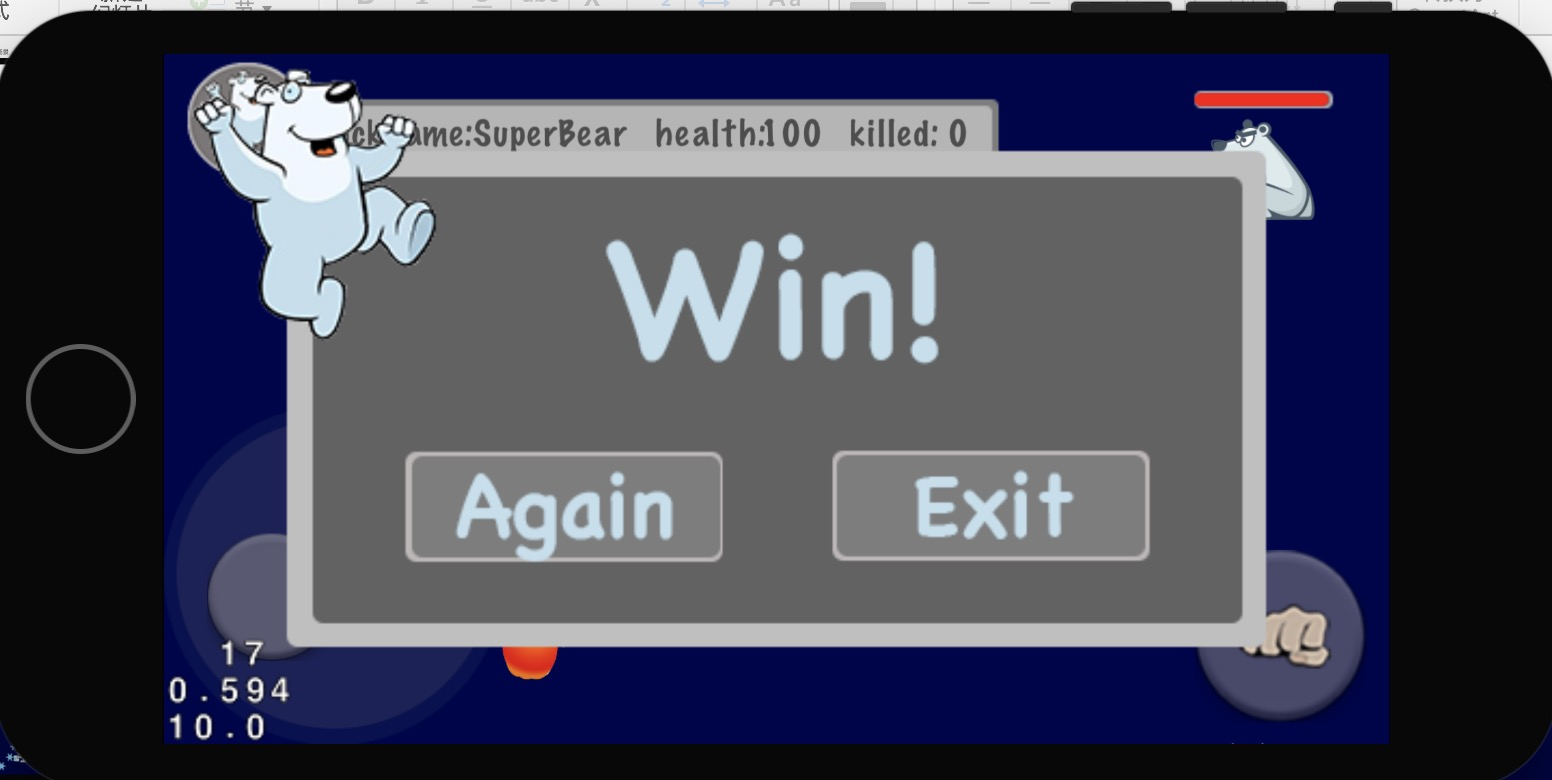 ame:SuperBear health:100 killed: 0
Win!
Again Exit
17
0.594
10.0